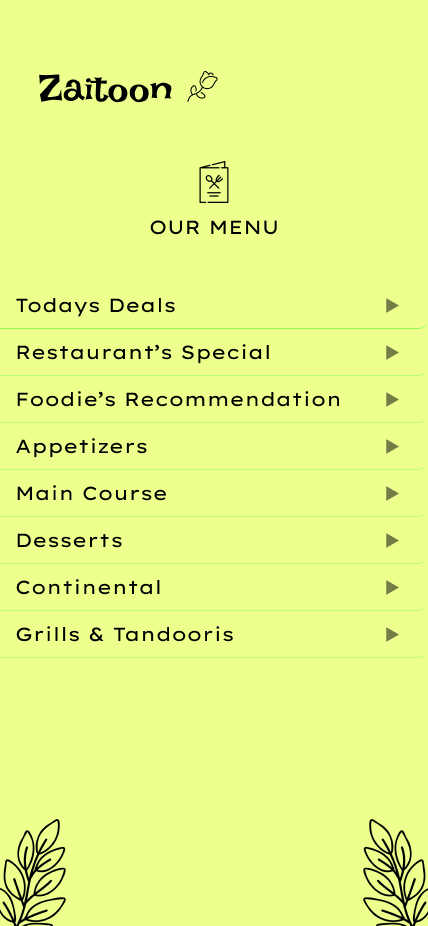 Zaitoon
OUR MENU
Todays Deals
Restaurant’s Special
Foodie’s Recommendation
Appetizers
Main Course
Desserts
Continental
Grills & Tandooris